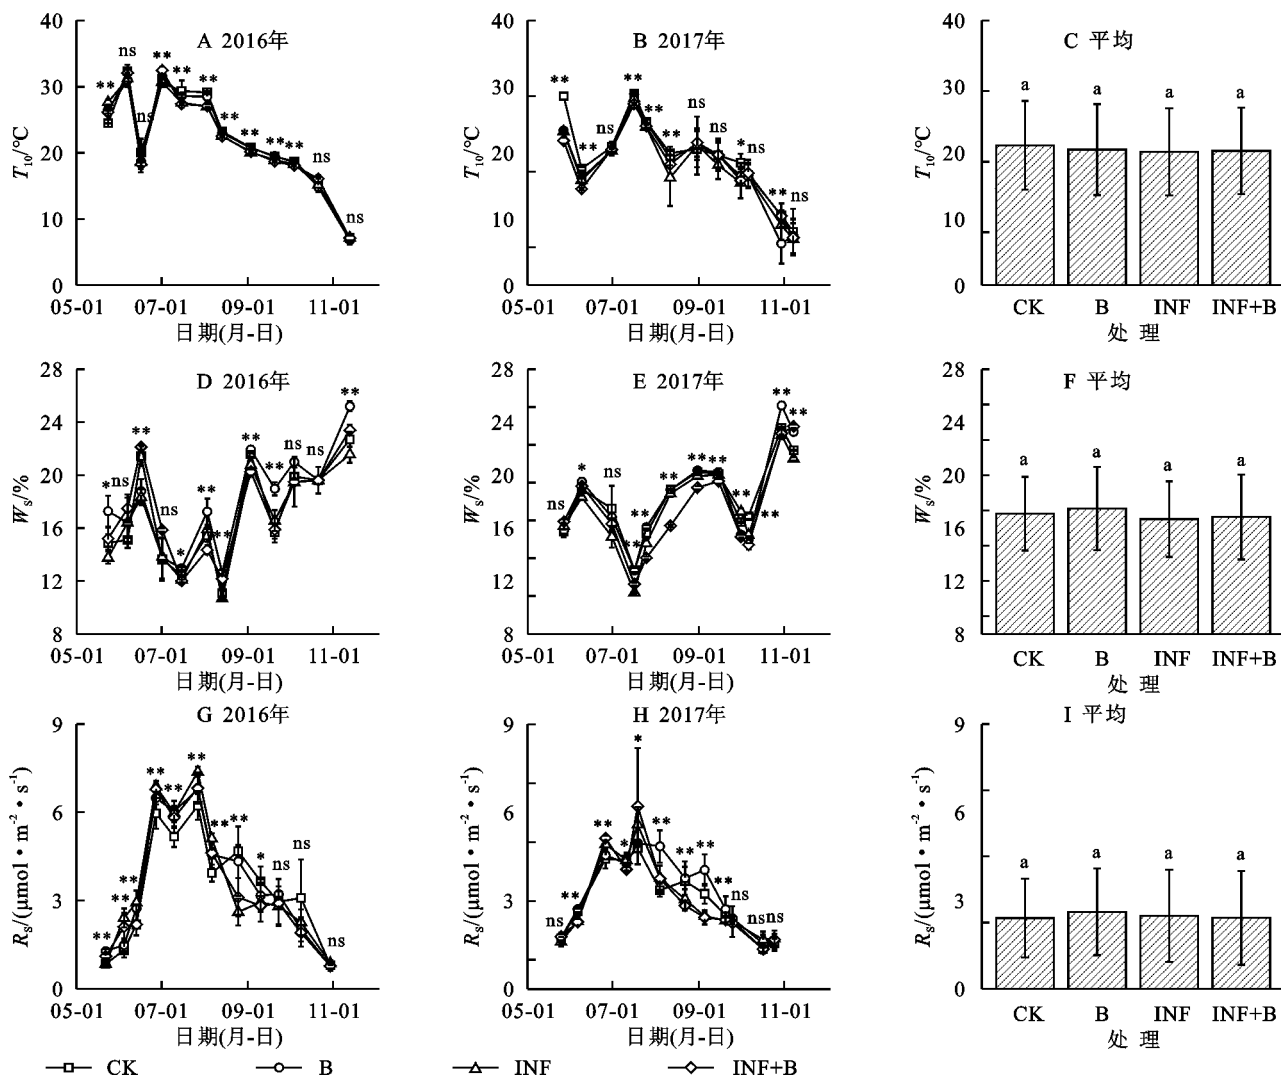 A 2016年
B 2017年
C 平均
T₁₀/°C
40
30
20
10
0
ns
**
**
**
**
ns
**
**
**
**
ns
ns
05-01 07-01 09-01 11-01
日期(月-日)
T₁₀/°C
40
30
20
10
0
**
**
ns
**
**
**
ns
ns
*
ns
**
ns
05-01 07-01 09-01 11-01
日期(月-日)
T₁₀/°C
40
30
20
10
0
a a a a
CK B INF INF+B
处 理
D 2016年
E 2017年
F 平均
Wₛ/%
28
24
20
16
12
8
*
ns
**
ns
*
**
**
**
**
ns
ns
**
05-01 07-01 09-01 11-01
日期(月-日)
Wₛ/%
28
24
20
16
12
8
ns
*
ns
**
**
**
**
**
**
**
**
**
05-01 07-01 09-01 11-01
日期(月-日)
Wₛ/%
28
24
20
16
12
8
a a a a
CK B INF INF+B
处 理
G 2016年
H 2017年
I 平均
Rₛ/(μmol•m⁻²•s⁻¹)
9
6
3
0
**
**
**
**
**
**
**
**
*
ns
ns
ns
05-01 07-01 09-01 11-01
日期(月-日)
Rₛ/(μmol•m⁻²•s⁻¹)
9
6
3
0
ns
**
**
*
*
**
**
**
**
ns
ns
ns
05-01 07-01 09-01 11-01
日期(月-日)
Rₛ/(μmol•m⁻²•s⁻¹)
9
6
3
0
a a a a
CK B INF INF+B
处 理
CK B INF INF+B